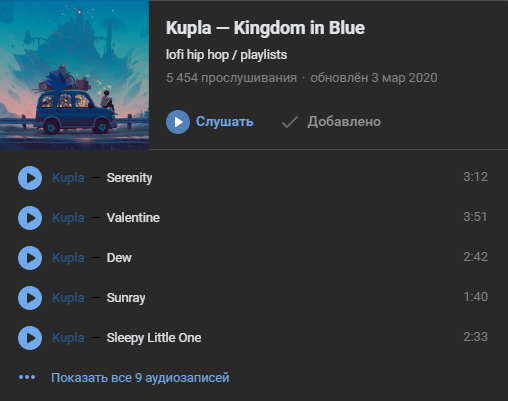 Kupla — Kingdom in Blue
lofi hip hop / playlists
5 454 прослушивания · обновлён 3 мар 2020
Слушать Добавлено
Kupla — Serenity 3:12
Kupla — Valentine 3:51
Kupla — Dew 2:42
Kupla — Sunray 1:40
Kupla — Sleepy Little One 2:33
Показать все 9 аудиозаписей